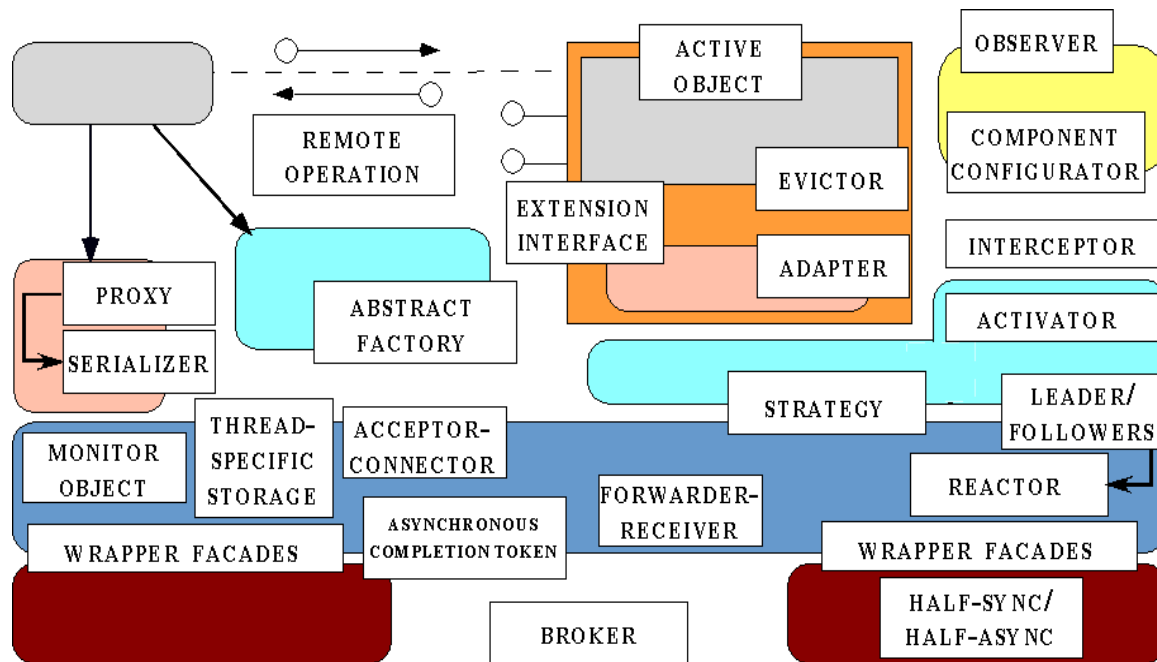 ACTIVE
OBJECT
OBSERVER
REMOTE
OPERATION
COMPONENT
CONFIGURATOR
EVICTOR
EXTENSION
INTERFACE
INTERCEPTOR
ADAPTER
PROXY
ABSTRACT
FACTORY
ACTIVATOR
SERIALIZER
STRATEGY
LEADER/
FOLLOWERS
THREAD-
SPECIFIC
STORAGE
ACCEPTOR-
CONNECTOR
MONITOR
OBJECT
FORWARDER-
RECEIVER
REACTOR
ASYNCHRONOUS
COMPLETION TOKEN
WRAPPER FACADES
WRAPPER FACADES
HALF-SYNC/
HALF-ASYNC
BROKER